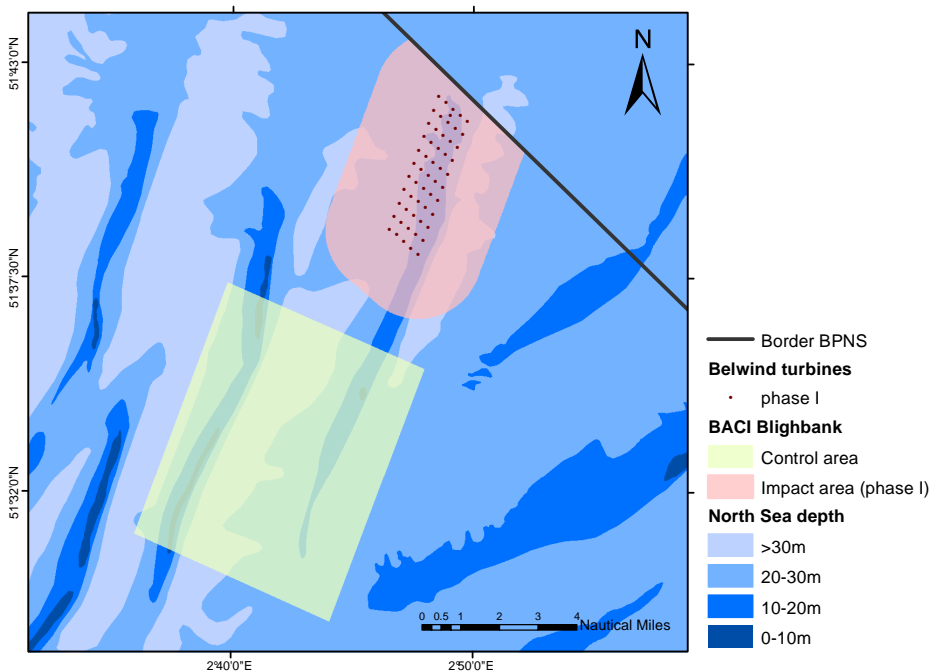 2°40'0"E
2°50'0"E
51°43'0"N
51°37'30"N
51°32'0"N
N
0 0.5 1 2 3 4
Nautical Miles
Border BPNS
Belwind turbines
phase I
BACI Blighbank
Control area
Impact area (phase I)
North Sea depth
>30m
20-30m
10-20m
0-10m